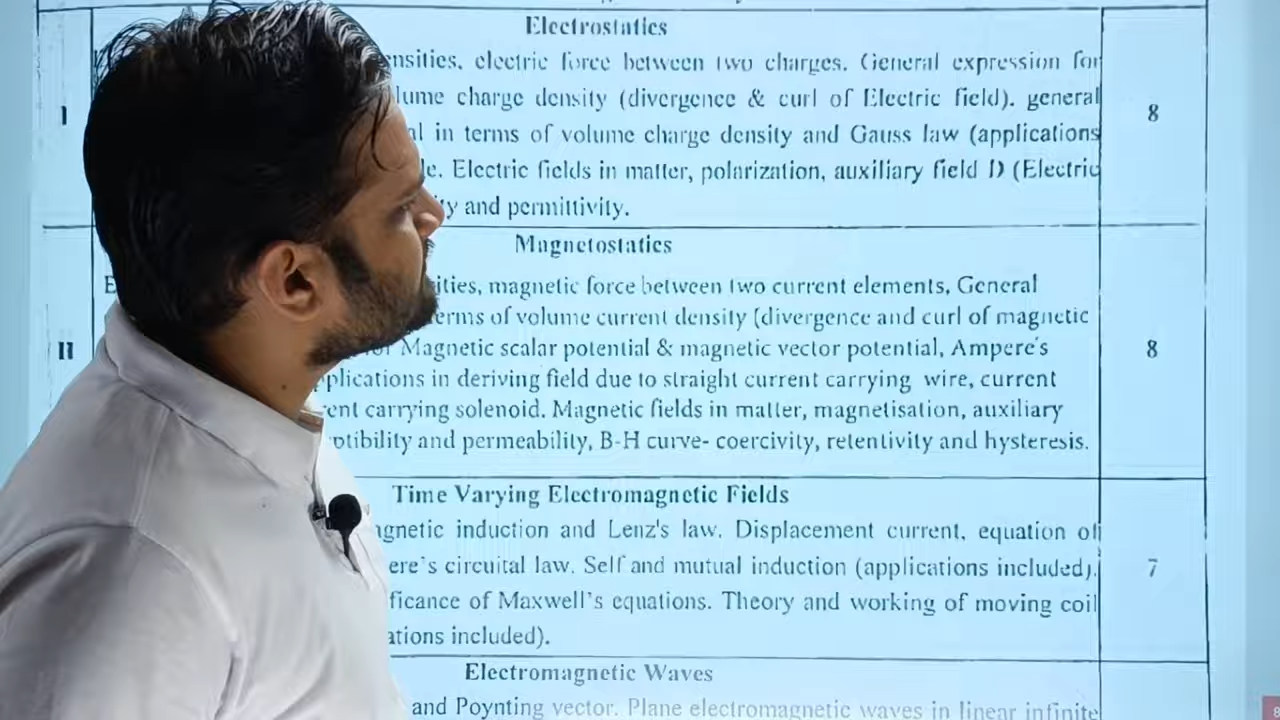 Electrostatics
nsities, electric force between two charges. General expression for
lume charge density (divergence & curl of Electric field). general
I
8
al in terms of volume charge density and Gauss law (applications
le. Electric fields in matter, polarization, auxiliary field D (Electric
ty and permittivity.
Magnetostatics
E
ities, magnetic force between two current elements, General
erms of volume current density (divergence and curl of magnetic
II
Magnetic scalar potential & magnetic vector potential, Ampere's
8
plications in deriving field due to straight current carrying wire, current
ent carrying solenoid. Magnetic fields in matter, magnetisation, auxiliary
ptibility and permeability, B-H curve- coercivity, retentivity and hysteresis.
Time Varying Electromagnetic Fields
gnetic induction and Lenz's law. Displacement current, equation of
ere's circuital law. Self and mutual induction (applications included).
7
ficance of Maxwell's equations. Theory and working of moving coil
ations included).
Electromagnetic Waves
and Poynting vector. Plane electromagnetic waves in linear infinite